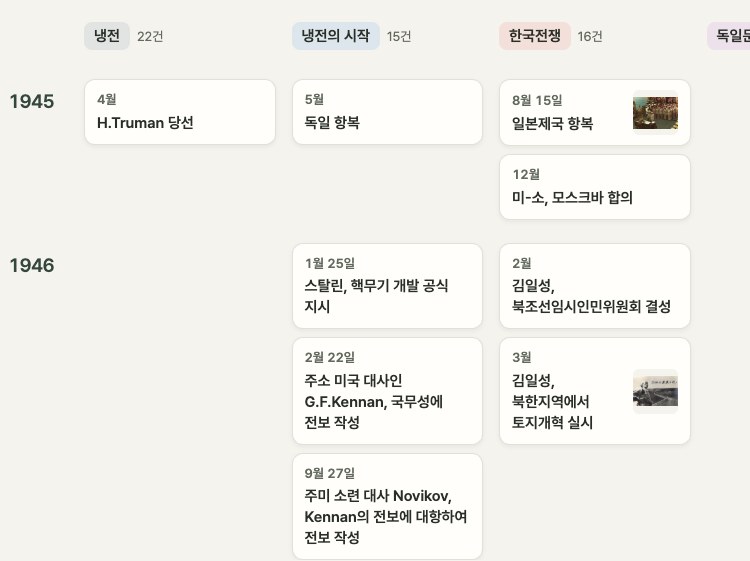 냉전 22건
냉전의 시작 15건
한국전쟁 16건
1945
4월
H.Truman 당선
5월
독일 항복
8월 15일
일본제국 항복
12월
미-소, 모스크바 합의
1946
1월 25일
스탈린, 핵무기 개발 공식
지시
2월 22일
주소 미국 대사인
G.F.Kennan, 국무성에
전보 작성
9월 27일
주미 소련 대사 Novikov,
Kennan의 전보에 대항하여
전보 작성
2월
김일성,
북조선임시인민위원회 결성
3월
김일성,
북한지역에서
토지개혁 실시